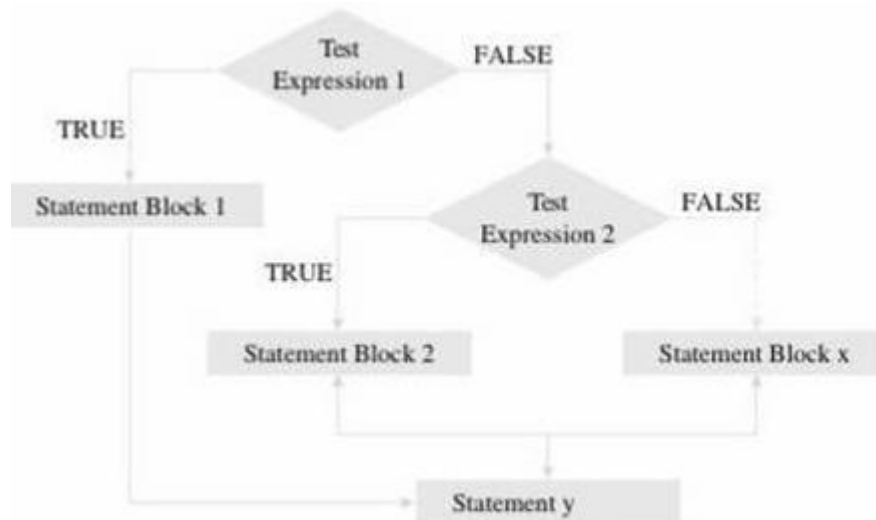 Test
Expression 1
FALSE
TRUE
Statement Block 1
Test
Expression 2
FALSE
TRUE
Statement Block 2
Statement Block x
Statement y